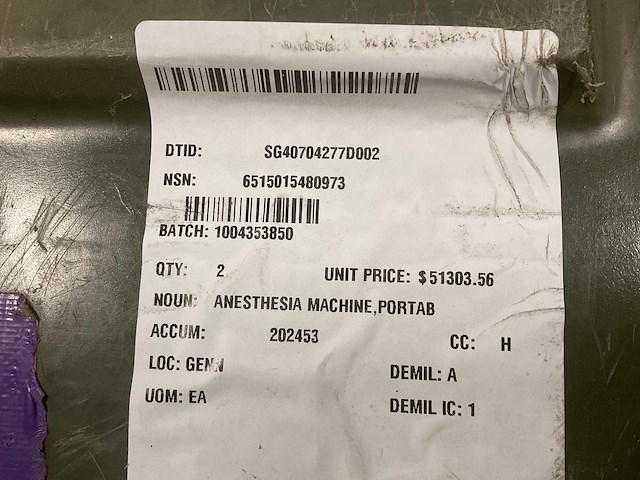 DTID: SG40704277D002
NSN: 6515015480973
BATCH: 1004353850
QTY: 2 UNIT PRICE: $51303.56
NOUN: ANESTHESIA MACHINE,PORTAB
ACCUM: 202453 CC: H
LOC: GENN DEMIL: A
UOM: EA DEMIL IC: 1